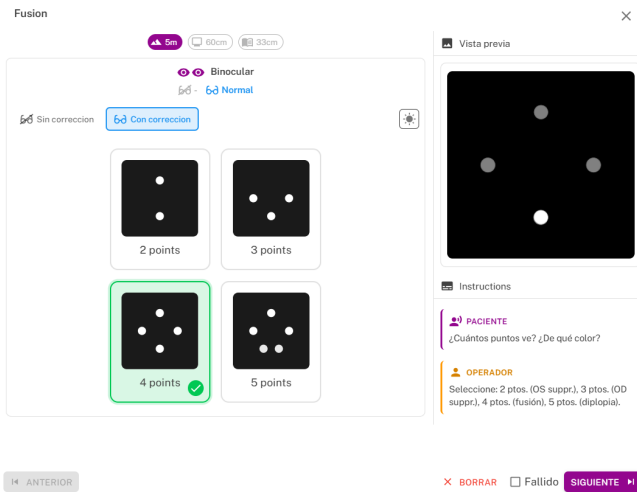 Fusion
5m
60cm
33cm
Binocular
- Normal
Sin correccion
Con correccion
2 points
3 points
4 points
5 points
Vista previa
Instructions
PACIENTE
¿Cuántos puntos ve? ¿De qué color?
OPERADOR
Seleccione: 2 ptos. (OS suppr.), 3 ptos. (OD
suppr.), 4 ptos. (fusión), 5 ptos. (diplopia).
ANTERIOR
BORRAR
Fallido
SIGUIENTE